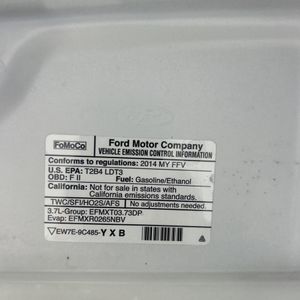 FoMoCo
Ford Motor Company
VEHICLE EMISSION CONTROL INFORMATION
Conforms to regulations: 2014 MY FFV
U.S. EPA: T2B4 LDT3
OBD: F II Fuel: Gasoline/Ethanol
California: Not for sale in states with
California emissions standards.
TWC/SFI/HO2S/AFS No adjustments needed.
3.7L-Group: EFMXT03.73DP
Evap: EFMXR0265NBV
EW7E-9C485-YXB